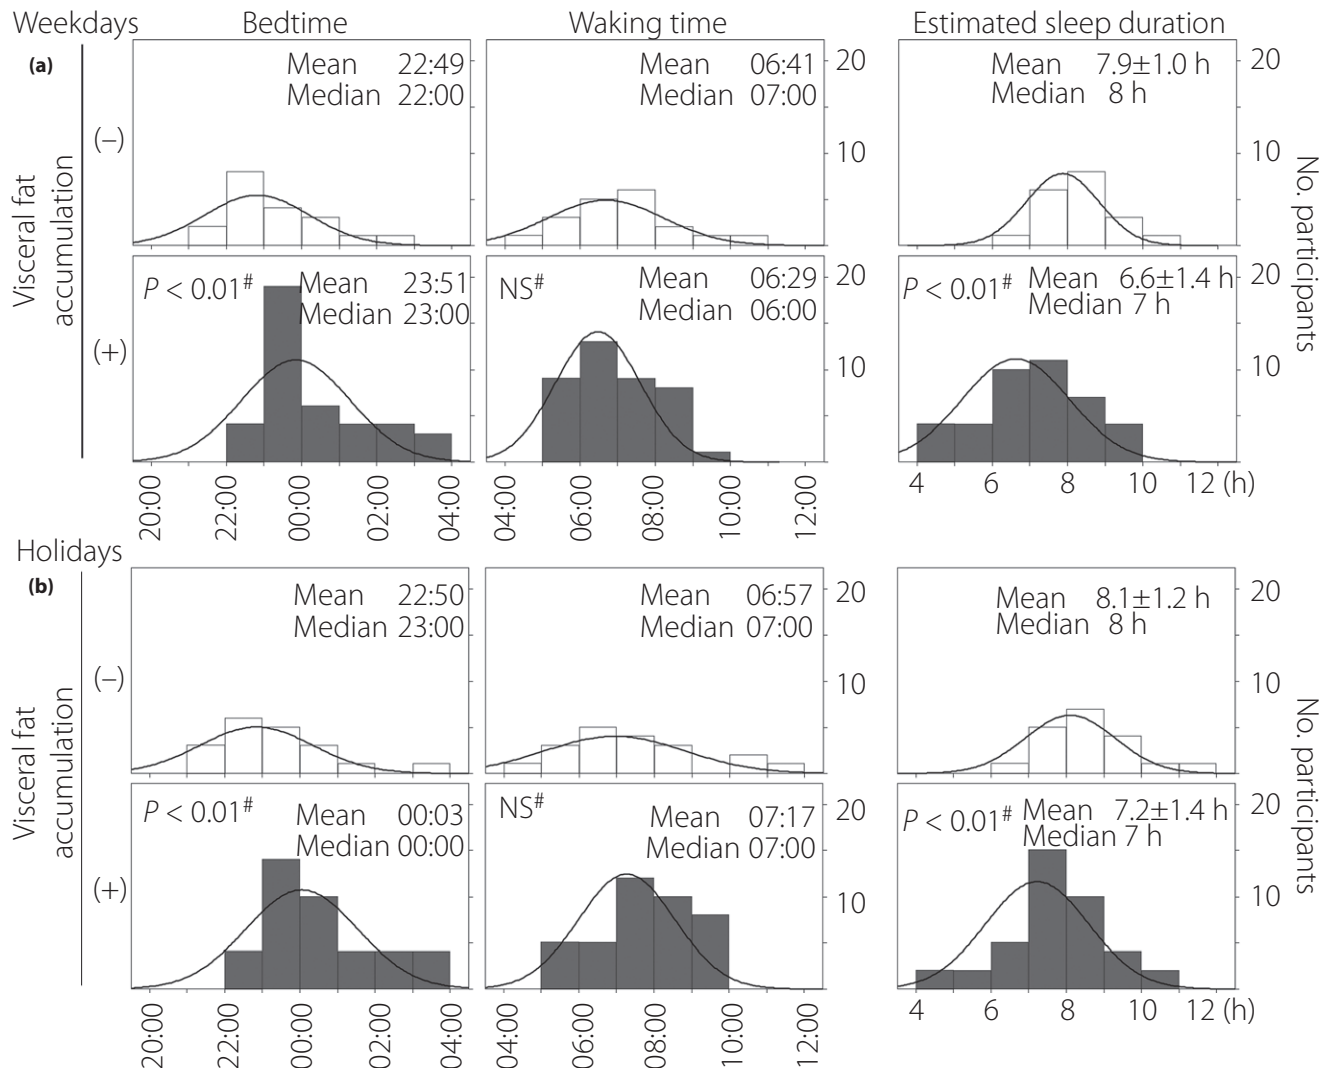 Weekdays
Bedtime
Waking time
Estimated sleep duration
(a)
Visceral fat
accumulation
(–)
Mean 22:49
Median 22:00
Mean 06:41
Median 07:00
Mean 7.9±1.0 h
Median 8 h
20
10
(+)
P < 0.01#
Mean 23:51
Median 23:00
NS#
Mean 06:29
Median 06:00
P < 0.01#
Mean 6.6±1.4 h
Median 7 h
20
10
20
10
20
10
No. participants
20:00
22:00
00:00
02:00
04:00
04:00
06:00
08:00
10:00
12:00
4 6 8 10 12 (h)
Holidays
(b)
Visceral fat
accumulation
(–)
Mean 22:50
Median 23:00
Mean 06:57
Median 07:00
Mean 8.1±1.2 h
Median 8 h
20
10
(+)
P < 0.01#
Mean 00:03
Median 00:00
NS#
Mean 07:17
Median 07:00
P < 0.01#
Mean 7.2±1.4 h
Median 7 h
20
10
20
10
20
10
No. participants
20:00
22:00
00:00
02:00
04:00
04:00
06:00
08:00
10:00
12:00
4 6 8 10 12 (h)